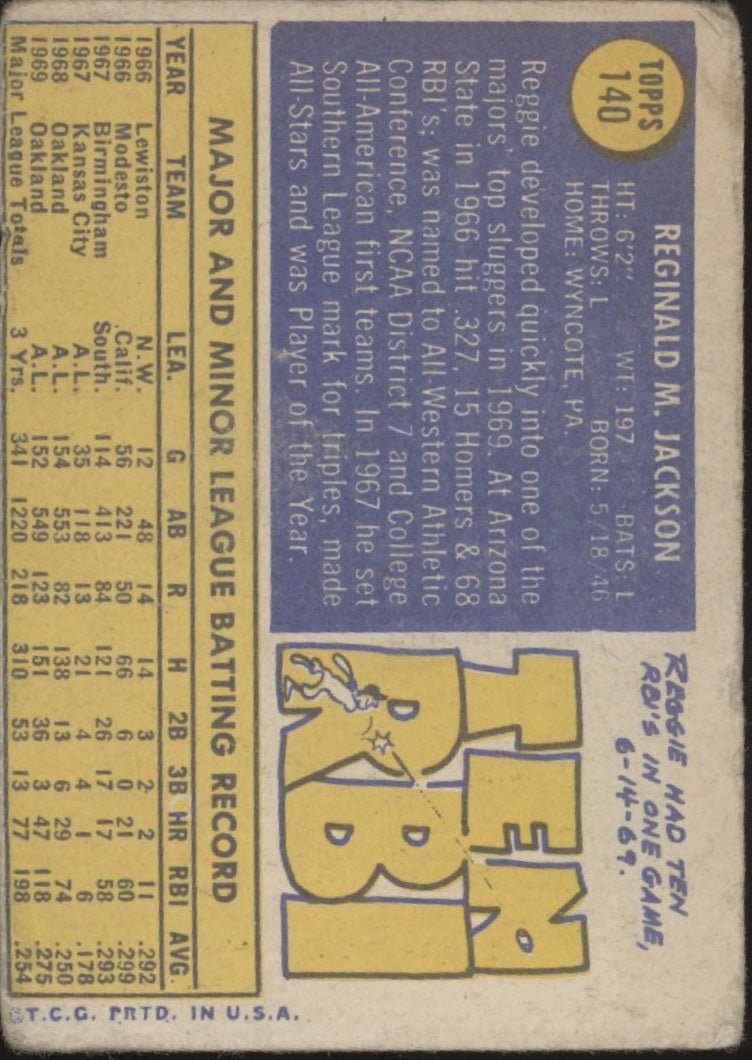 TOPPS
140
REGINALD M. JACKSON
HT: 6'2" WT: 197 BATS: L
THROWS: L BORN: 5/18/46
HOME: WYNCOTE, PA.
Reggie developed quickly into one of the
majors' top sluggers in 1969. At Arizona
State in 1966 hit .327, 15 Homers & 68
RBI's; was named to All-Western Athletic
Conference, NCAA District 7 and College
All-American first teams. In 1967 he set
Southern League mark for triples, made
All-Stars and was Player of the Year.
REGGIE HAD TEN
RBI'S IN ONE GAME,
6-14-69.
TEN
RBI
MAJOR AND MINOR LEAGUE BATTING RECORD
YEAR TEAM LEA. G AB R H 2B 3B HR RBI AVG.
1966 Lewiston N.W. 12 48 14 14 3 2 2 11 .292
1966 Modesto Calif. 56 221 50 66 6 0 21 60 .299
1967 Birmingham South. 114 413 84 121 26 17 17 58 .293
1967 Kansas City A.L. 35 118 13 21 4 4 1 6 .178
1968 Oakland A.L. 154 553 82 138 13 6 29 74 .250
1969 Oakland A.L. 152 549 123 151 36 3 47 118 .275
Major League Totals 3 Yrs. 341 1220 218 310 53 13 77 198 .254
©T.C.G. PRTD. IN U.S.A.